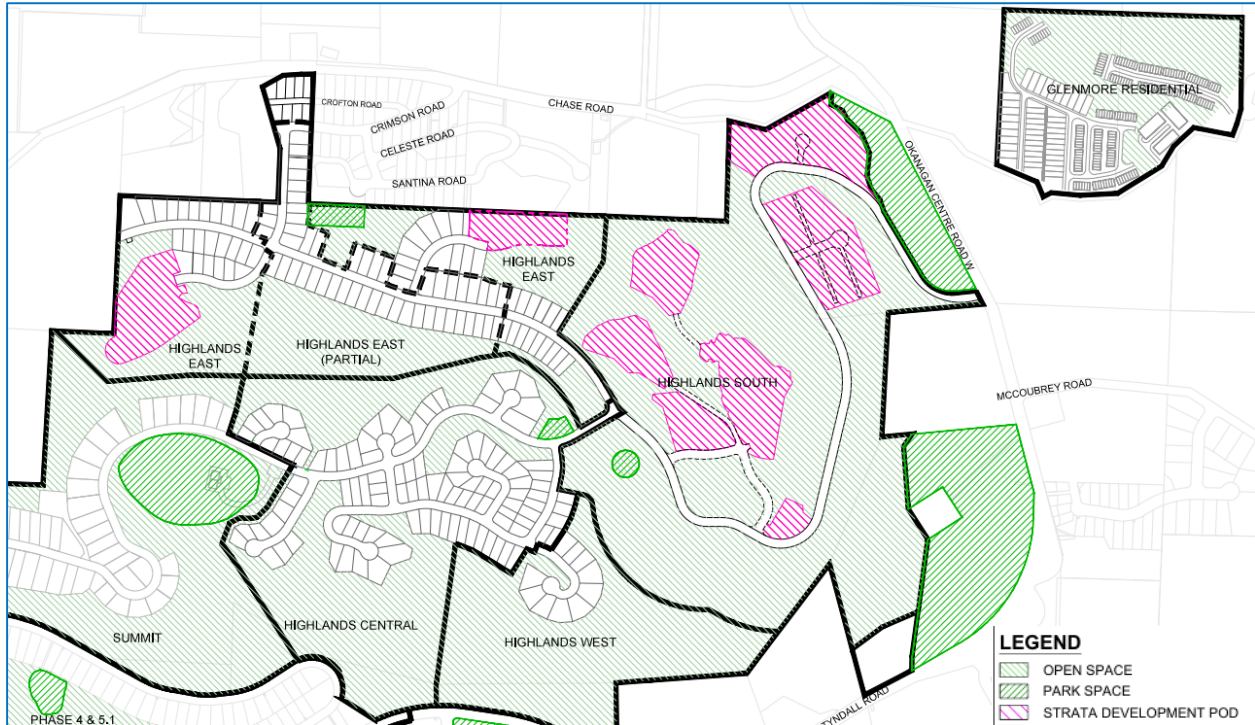 GLENMORE RESIDENTIAL
CROFTON ROAD
CHASE ROAD
CRIMSON ROAD
CELESTE ROAD
SANTINA ROAD
OKANAGAN CENTRE ROAD W
HIGHLANDS
EAST
HIGHLANDS EAST
(PARTIAL)
HIGHLANDS
EAST
HIGHLANDS SOUTH
MCCOUBREY ROAD
SUMMIT
HIGHLANDS CENTRAL
HIGHLANDS WEST
PHASE 4 & 5.1
TYNDALL ROAD
LEGEND
OPEN SPACE
PARK SPACE
STRATA DEVELOPMENT POD